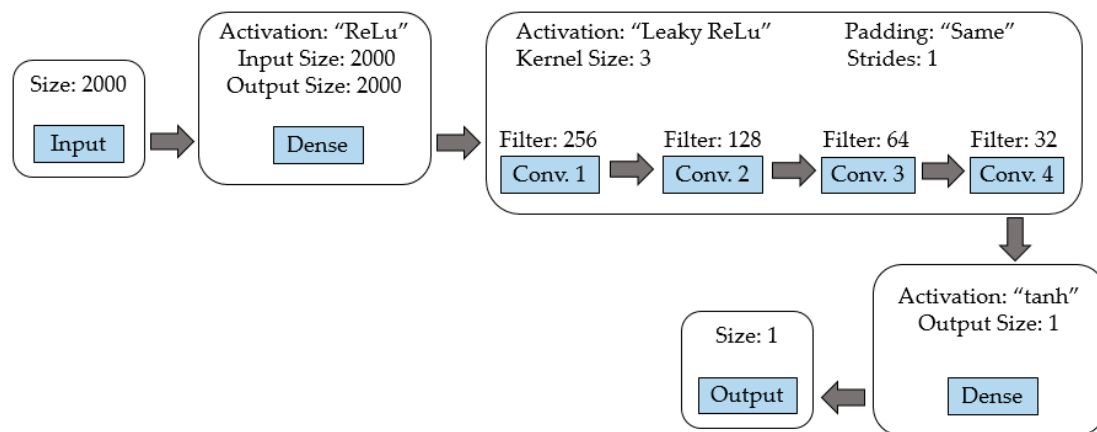 Size: 2000
Input
Activation: “ReLu”
Input Size: 2000
Output Size: 2000
Dense
Activation: “Leaky ReLu”
Padding: “Same”
Kernel Size: 3
Strides: 1
Filter: 256
Filter: 128
Filter: 64
Filter: 32
Conv. 1
Conv. 2
Conv. 3
Conv. 4
Activation: “tanh”
Output Size: 1
Dense
Size: 1
Output